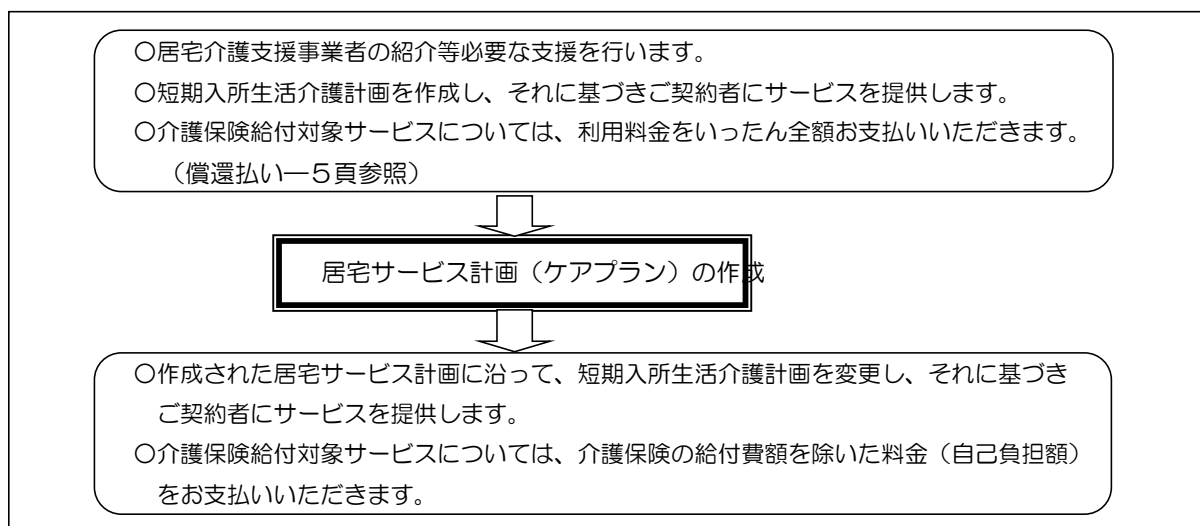 〇居宅介護支援事業者の紹介等必要な支援を行います。
〇短期入所生活介護計画を作成し、それに基づきご契約者にサービスを提供します。
〇介護保険給付対象サービスについては、利用料金をいったん全額お支払いいただきます。
（償還払い―５頁参照）
居宅サービス計画（ケアプラン）の作成
〇作成された居宅サービス計画に沿って、短期入所生活介護計画を変更し、それに基づき
ご契約者にサービスを提供します。
〇介護保険給付対象サービスについては、介護保険の給付費額を除いた料金（自己負担額）
をお支払いいただきます。